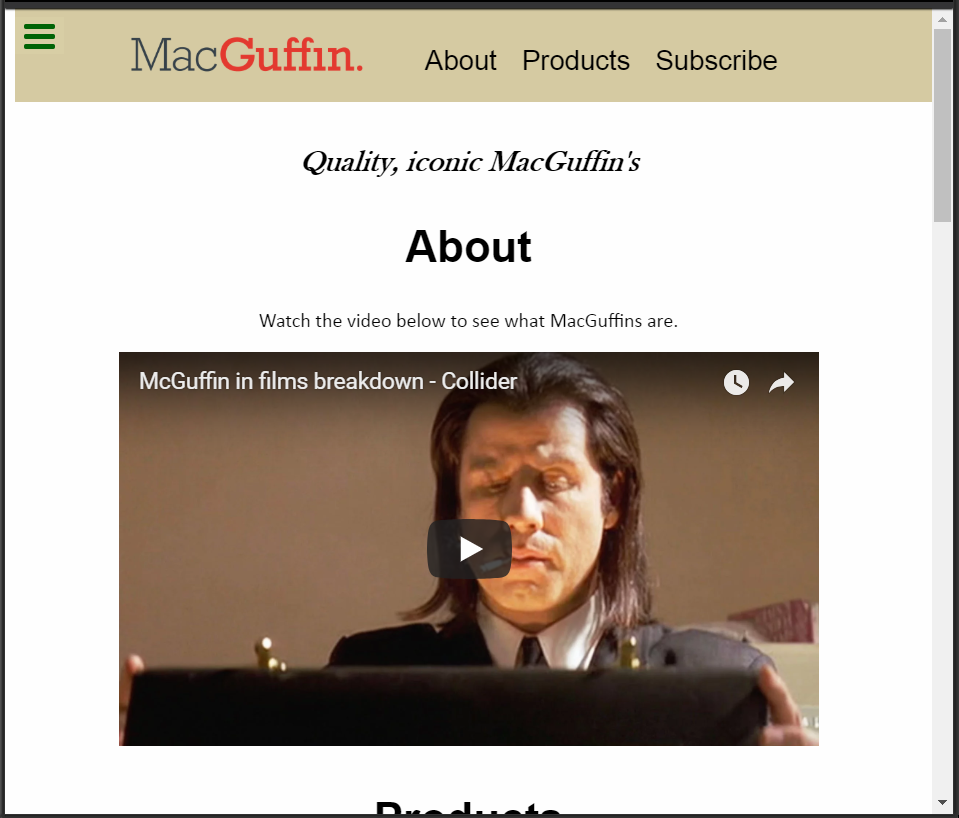 MacGuffin.
About Products Subscribe
Quality, iconic MacGuffin's
About
Watch the video below to see what MacGuffins are.
McGuffin in films breakdown - Collider
Products